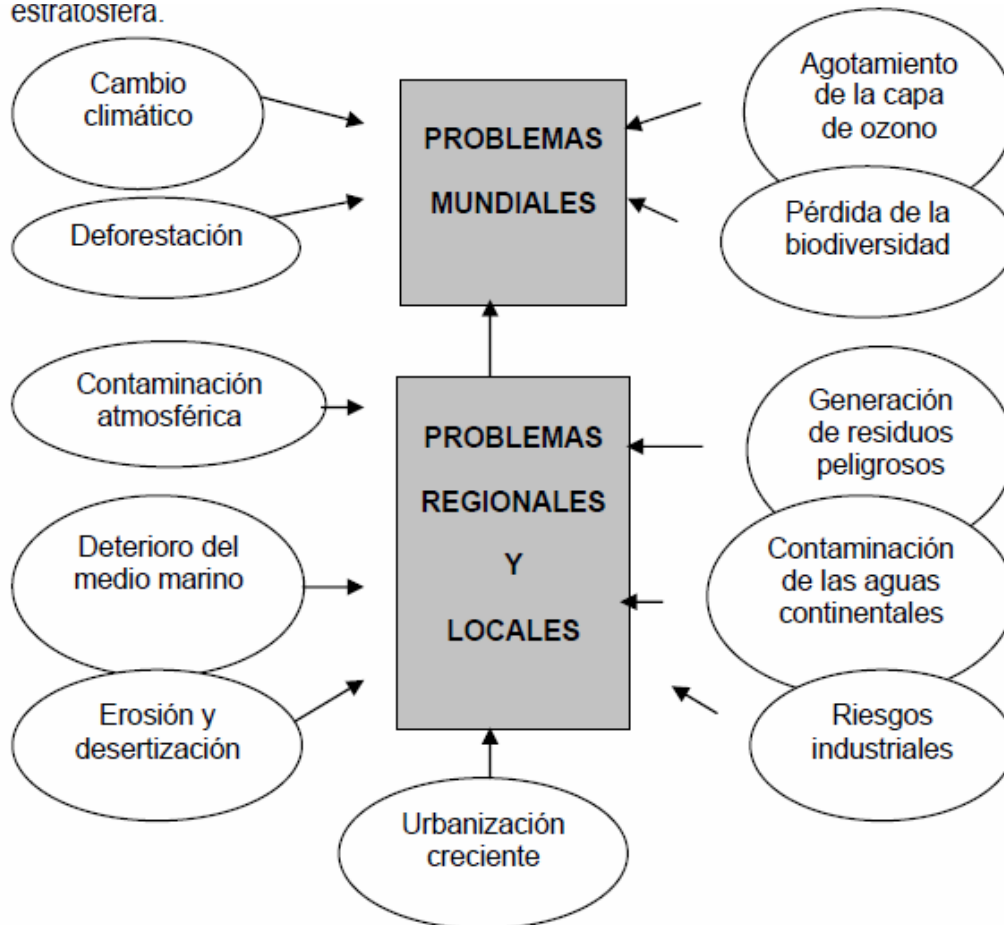 estratosfera.
Cambio
climático
PROBLEMAS
MUNDIALES
Agotamiento
de la capa
de ozono
Deforestación
Pérdida de la
biodiversidad
Contaminación
atmosférica
PROBLEMAS
REGIONALES
Y
LOCALES
Generación
de residuos
peligrosos
Deterioro del
medio marino
Contaminación
de las aguas
continentales
Erosión y
desertización
Riesgos
industriales
Urbanización
creciente